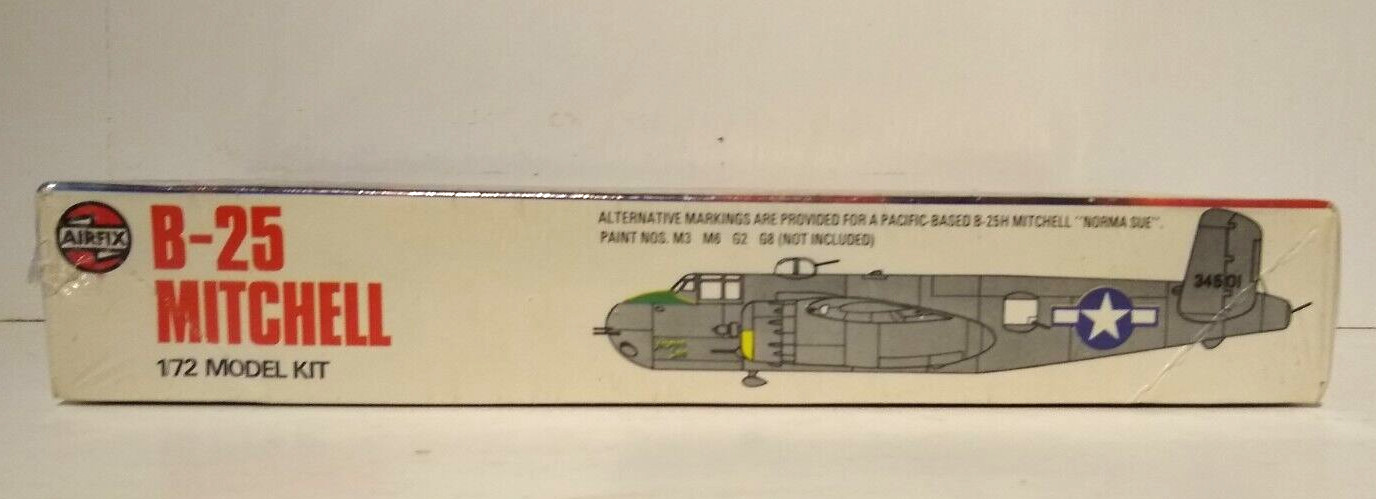 AIRFIX
B-25
MITCHELL
1/72 MODEL KIT
ALTERNATIVE MARKINGS ARE PROVIDED FOR A PACIFIC-BASED B-25H MITCHELL "NORMA SUE".
PAINT NOS. M3 M6 G2 G8 (NOT INCLUDED)
34501